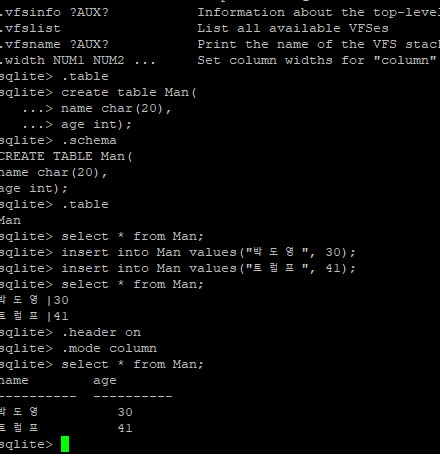 .vfsinfo ?AUX? Information about the top-level
.vfslist List all available VFSes
.vfsname ?AUX? Print the name of the VFS stack
.width NUM1 NUM2 ... Set column widths for "column"
sqlite> .table
sqlite> create table Man(
...> name char(20),
...> age int);
sqlite> .schema
CREATE TABLE Man(
name char(20),
age int);
sqlite> .table
Man
sqlite> select * from Man;
sqlite> insert into Man values("박도영", 30);
sqlite> insert into Man values("트럼프", 41);
sqlite> select * from Man;
박도영|30
트럼프|41
sqlite> .header on
sqlite> .mode column
sqlite> select * from Man;
name age
---------- ----------
박도영 30
트럼프 41
sqlite>